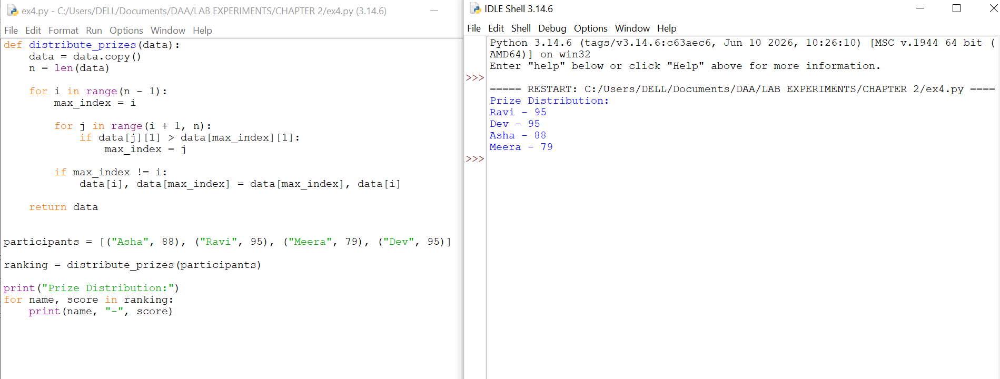 ex4.py - C:/Users/DELL/Documents/DAA/LAB EXPERIMENTS/CHAPTER 2/ex4.py (3.14.6)
File Edit Format Run Options Window Help
def distribute_prizes(data):
    data = data.copy()
    n = len(data)

    for i in range(n - 1):
        max_index = i

        for j in range(i + 1, n):
            if data[j][1] > data[max_index][1]:
                max_index = j

        if max_index != i:
            data[i], data[max_index] = data[max_index], data[i]

    return data


participants = [("Asha", 88), ("Ravi", 95), ("Meera", 79), ("Dev", 95)]

ranking = distribute_prizes(participants)

print("Prize Distribution:")
for name, score in ranking:
    print(name, "-", score)
IDLE Shell 3.14.6
File Edit Shell Debug Options Window Help
Python 3.14.6 (tags/v3.14.6:c63aec6, Jun 10 2026, 10:26:10) [MSC v.1944 64 bit (
AMD64)] on win32
Enter "help" below or click "Help" above for more information.
>>>
===== RESTART: C:/Users/DELL/Documents/DAA/LAB EXPERIMENTS/CHAPTER 2/ex4.py ====
Prize Distribution:
Ravi - 95
Dev - 95
Asha - 88
Meera - 79
>>>